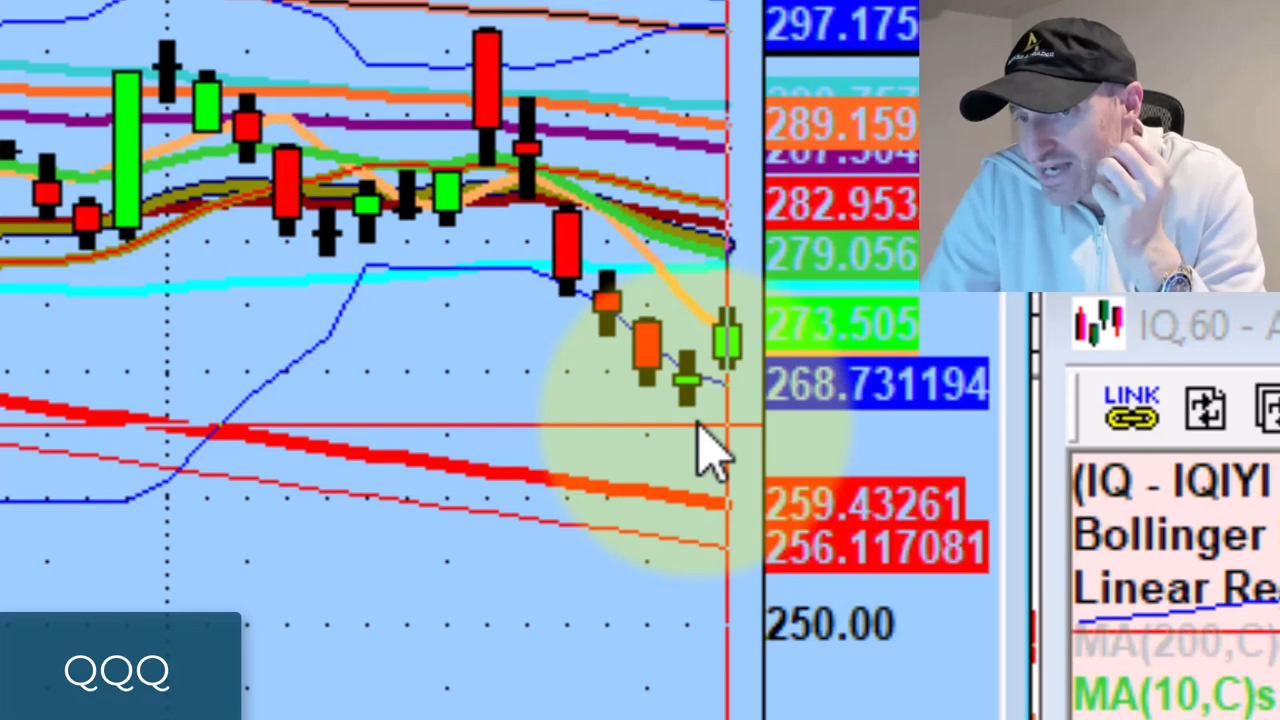 297.175
289.159
282.953
279.056
273.505
268.731194
259.43261
256.117081
250.00
IQ,60 - A
LINK
(IQ - IQIYI
Bollinger
Linear Re
MA(200,C)
MA(10,C)s
QQQ